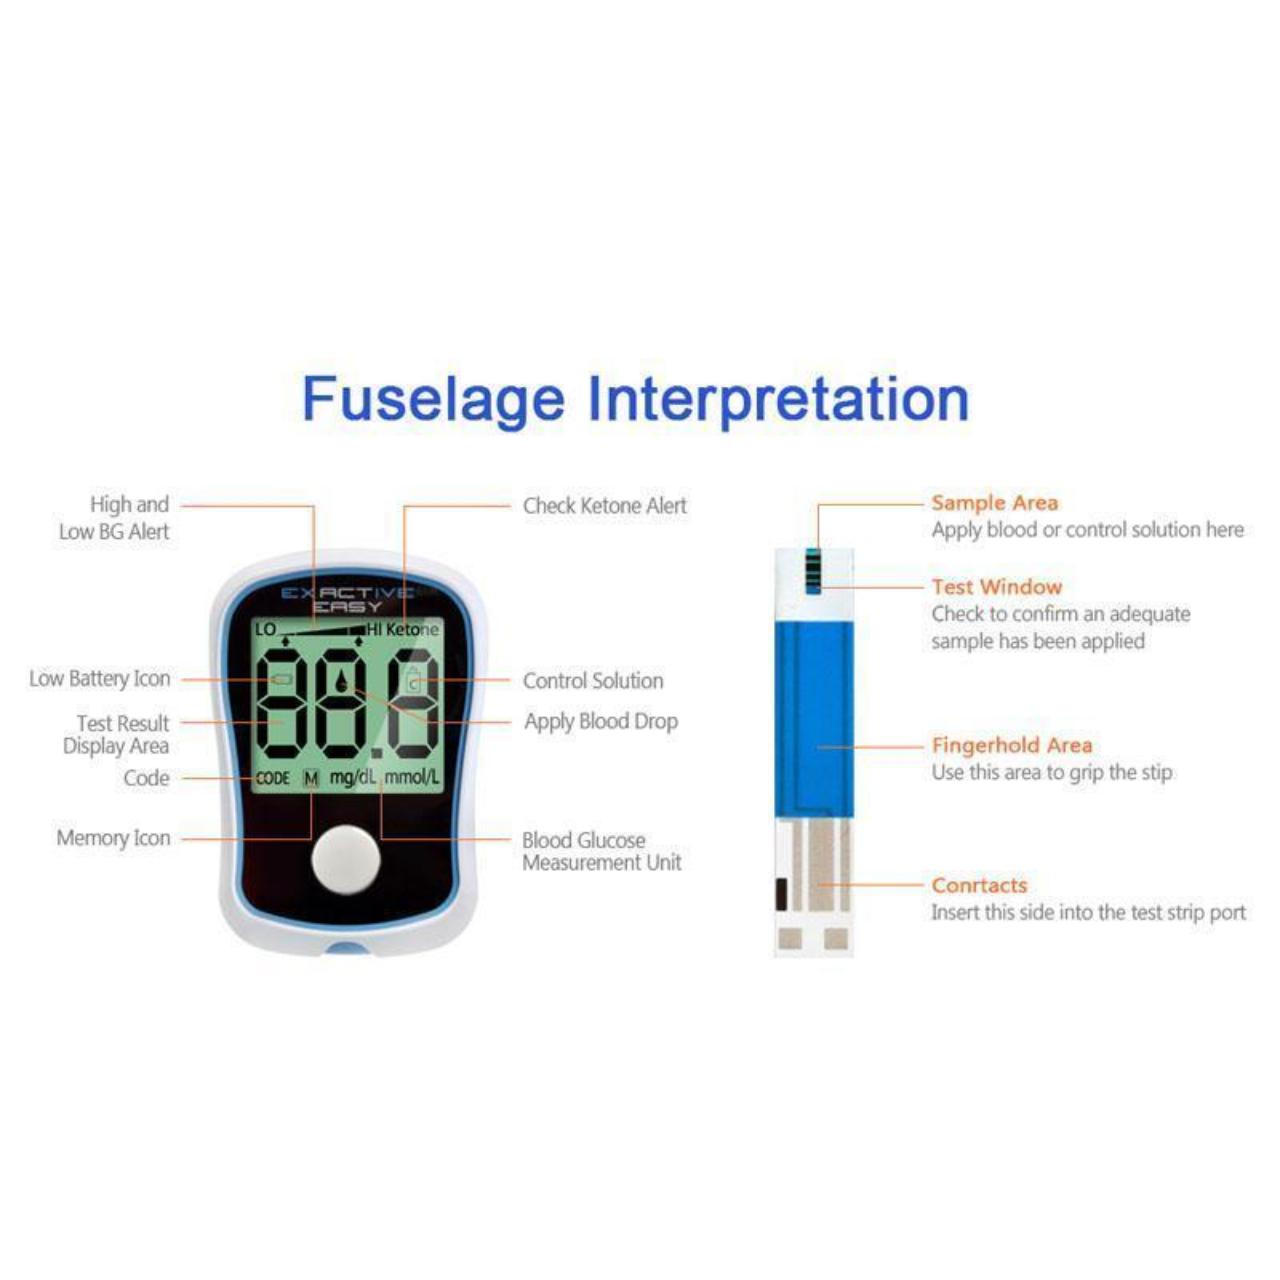 Fuselage Interpretation
High and
Low BG Alert
Check Ketone Alert
EXACTIVE
EASY
LO HI Ketone
Low Battery Icon
Control Solution
Test Result
Display Area
Apply Blood Drop
88.8
C
Code
CODE M mg/dL mmol/L
Memory Icon
Blood Glucose
Measurement Unit
Sample Area
Apply blood or control solution here
Test Window
Check to confirm an adequate
sample has been applied
Fingerhold Area
Use this area to grip the stip
Conrtacts
Insert this side into the test strip port